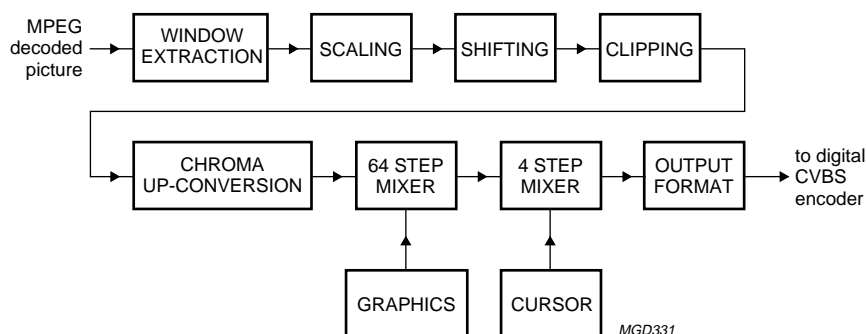 MPEG
decoded
picture
WINDOW
EXTRACTION
SCALING
SHIFTING
CLIPPING
CHROMA
UP-CONVERSION
64 STEP
MIXER
4 STEP
MIXER
OUTPUT
FORMAT
to digital
CVBS
encoder
GRAPHICS
CURSOR
MGD331